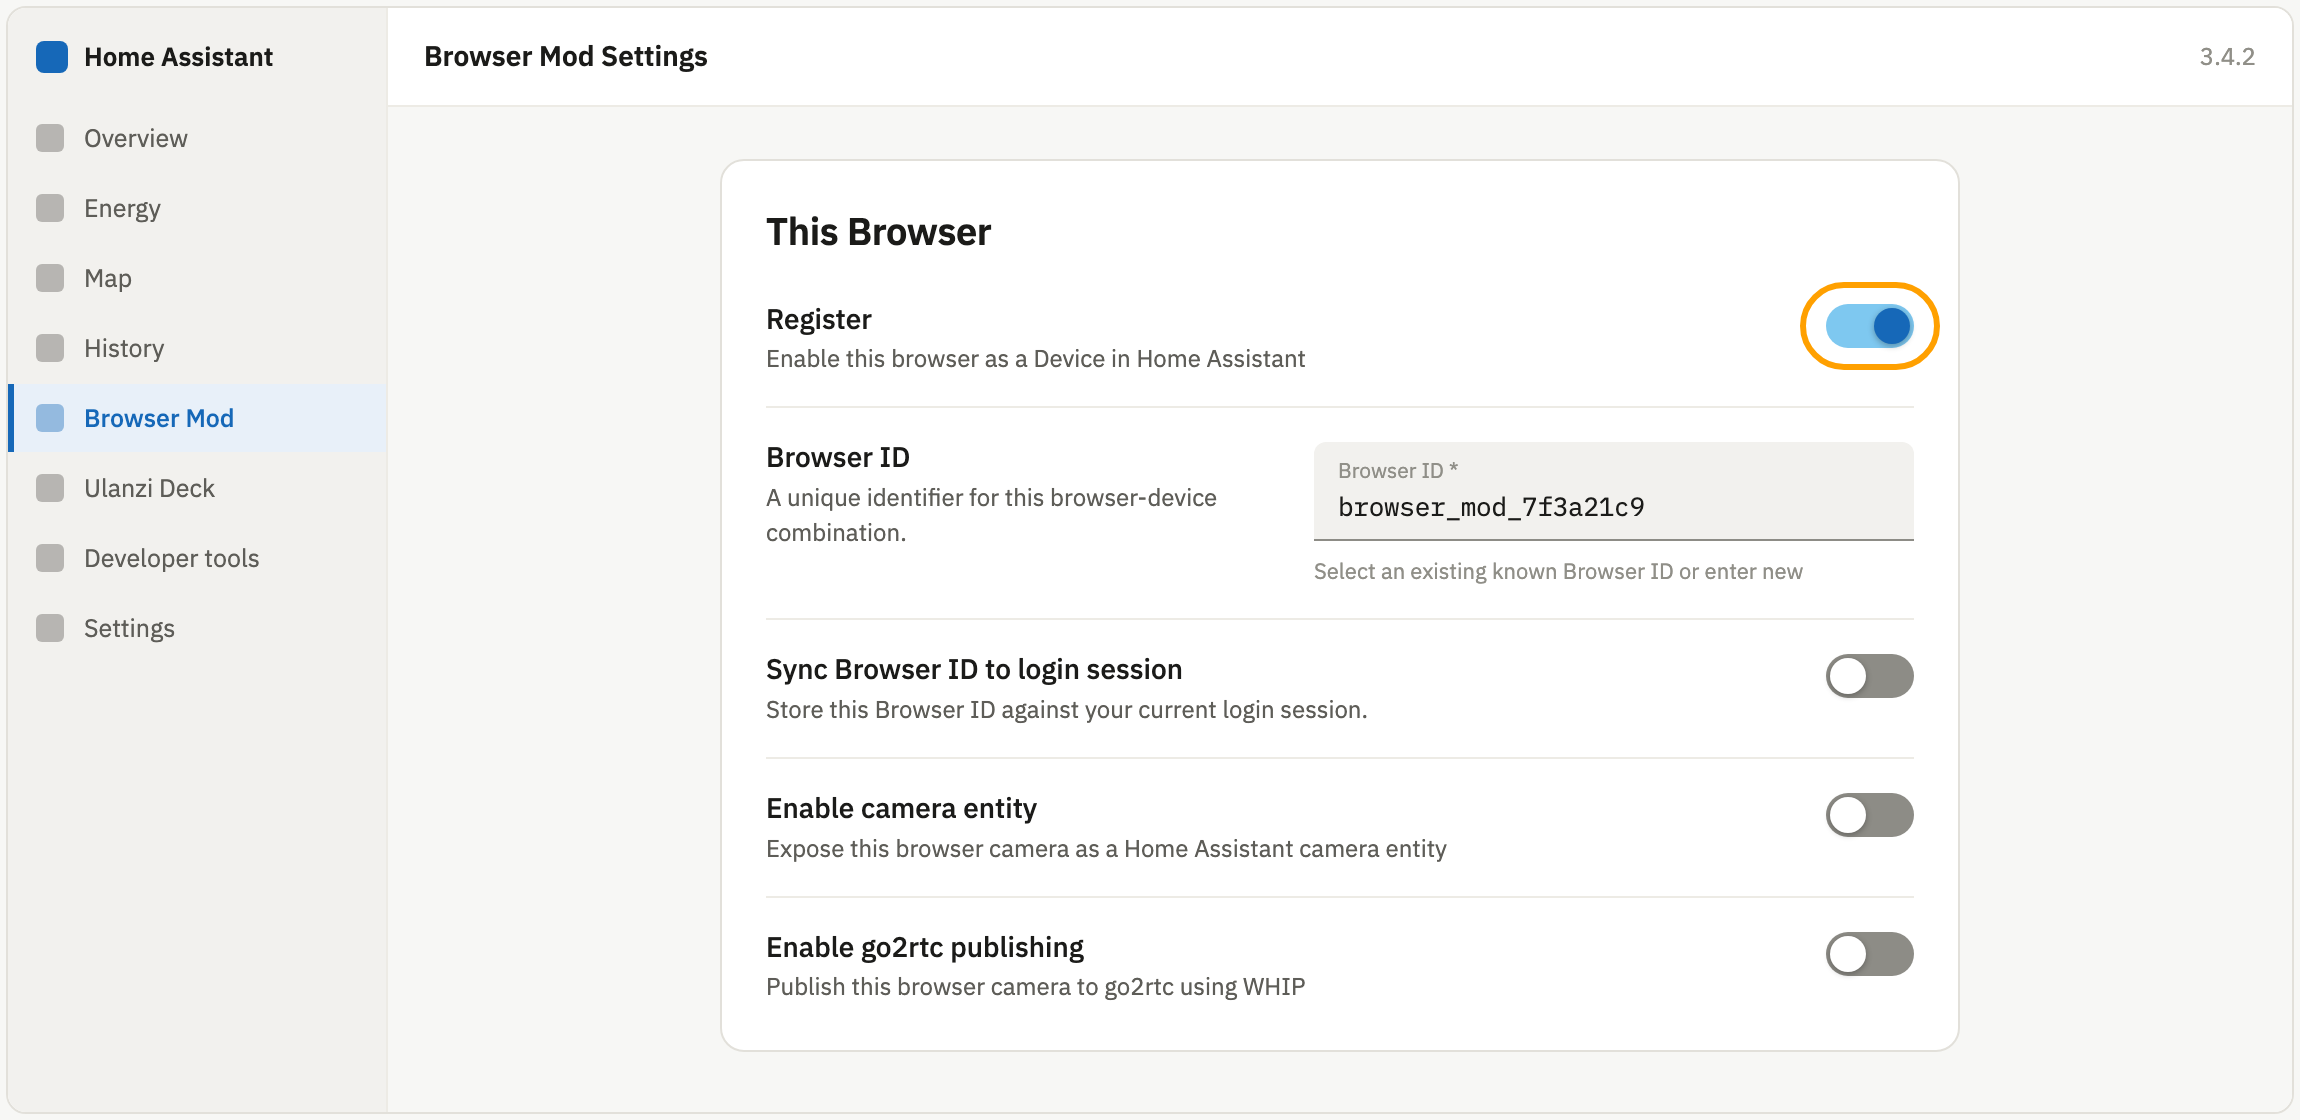 Home Assistant
Overview
Energy
Map
History
Browser Mod
Ulanzi Deck
Developer tools
Settings
Browser Mod Settings
3.4.2
This Browser
Register
Enable this browser as a Device in Home Assistant
Browser ID
A unique identifier for this browser-device
combination.
Browser ID *
browser_mod_7f3a21c9
Select an existing known Browser ID or enter new
Sync Browser ID to login session
Store this Browser ID against your current login session.
Enable camera entity
Expose this browser camera as a Home Assistant camera entity
Enable go2rtc publishing
Publish this browser camera to go2rtc using WHIP